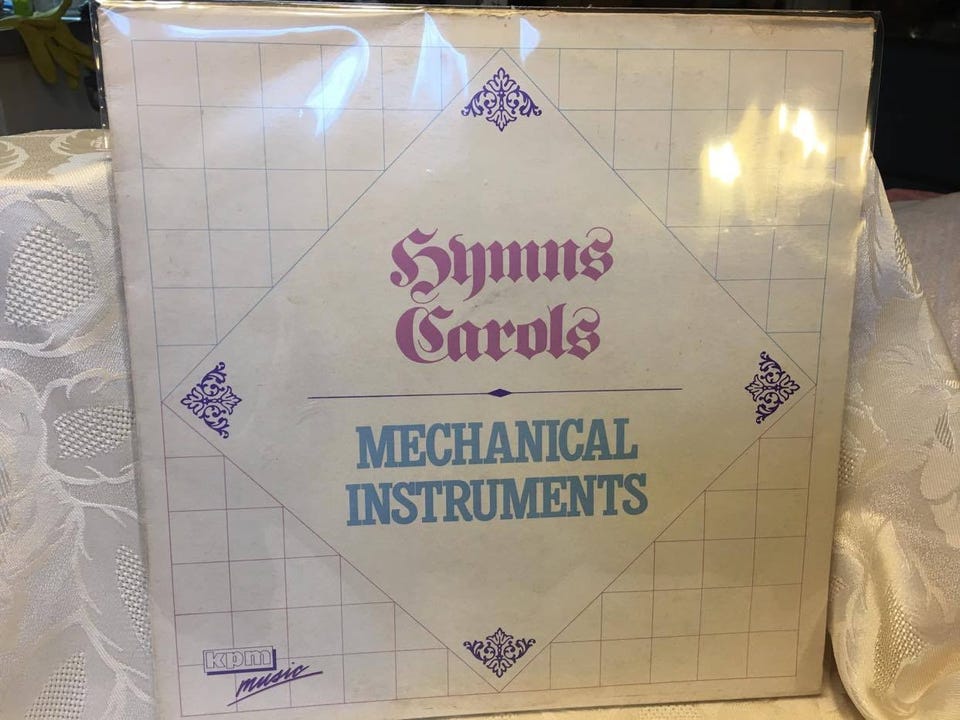 Hymns
Carols
MECHANICAL
INSTRUMENTS
kpm
music